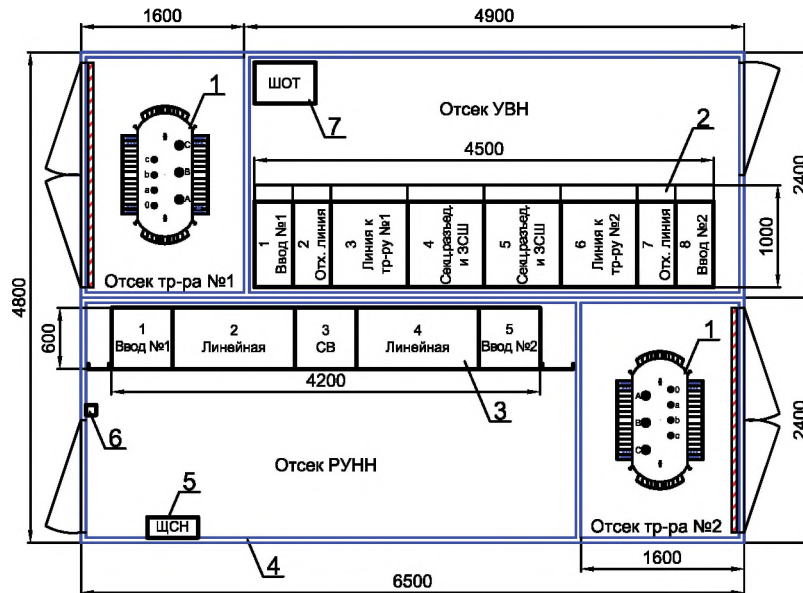 1600
4900
1
ШОТ
7
Отсек УВН
2
4500
C
B
A
c
b
a
0
1
Ввод №1
2
Отх. линия
3
Линия к
тр-ру №1
4
Секц.разъед.
и ЗСШ
5
Секц.разъед.
и ЗСШ
6
Линия к
тр-ру №2
7
Отх. линия
8
Ввод №2
1000
2400
Отсек тр-ра №1
4800
600
1
Ввод №1
2
Линейная
3
СВ
4
Линейная
5
Ввод №2
4200
3
1
A
B
C
0
a
b
c
2400
6
Отсек РУНН
5
ЩСН
4
Отсек тр-ра №2
1600
6500